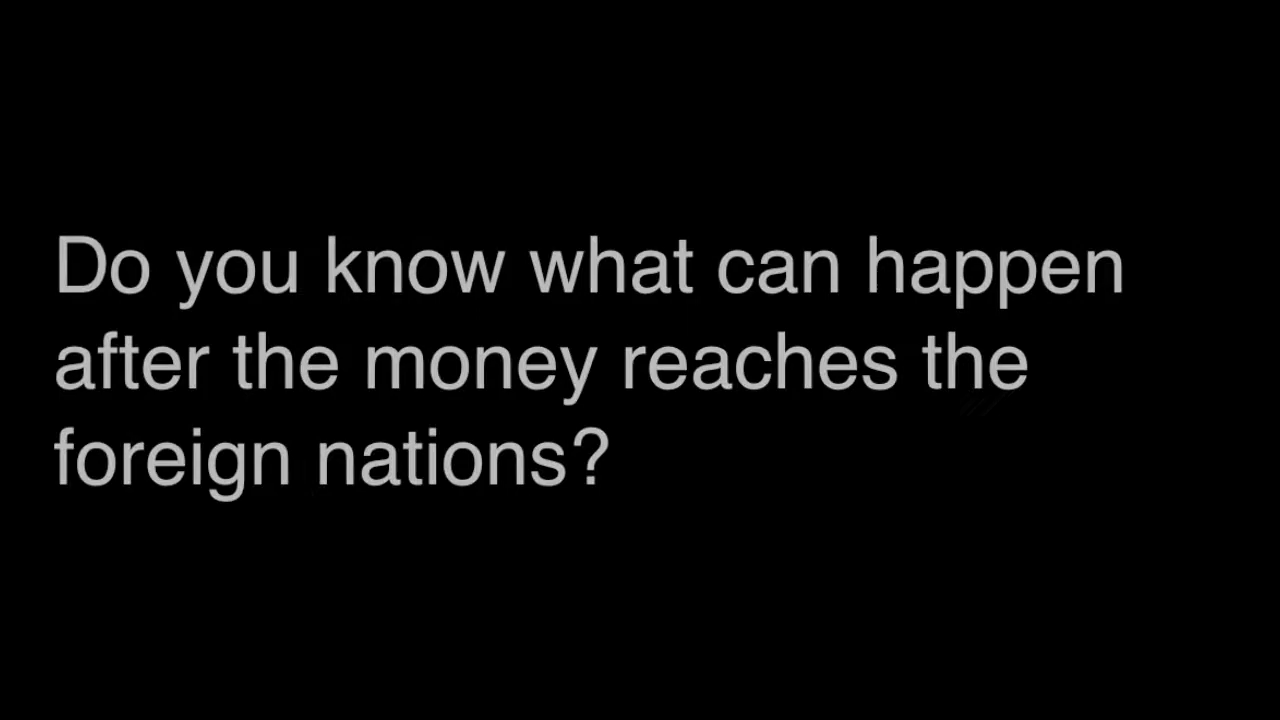 Do you know what can happen
after the money reaches the
foreign nations?